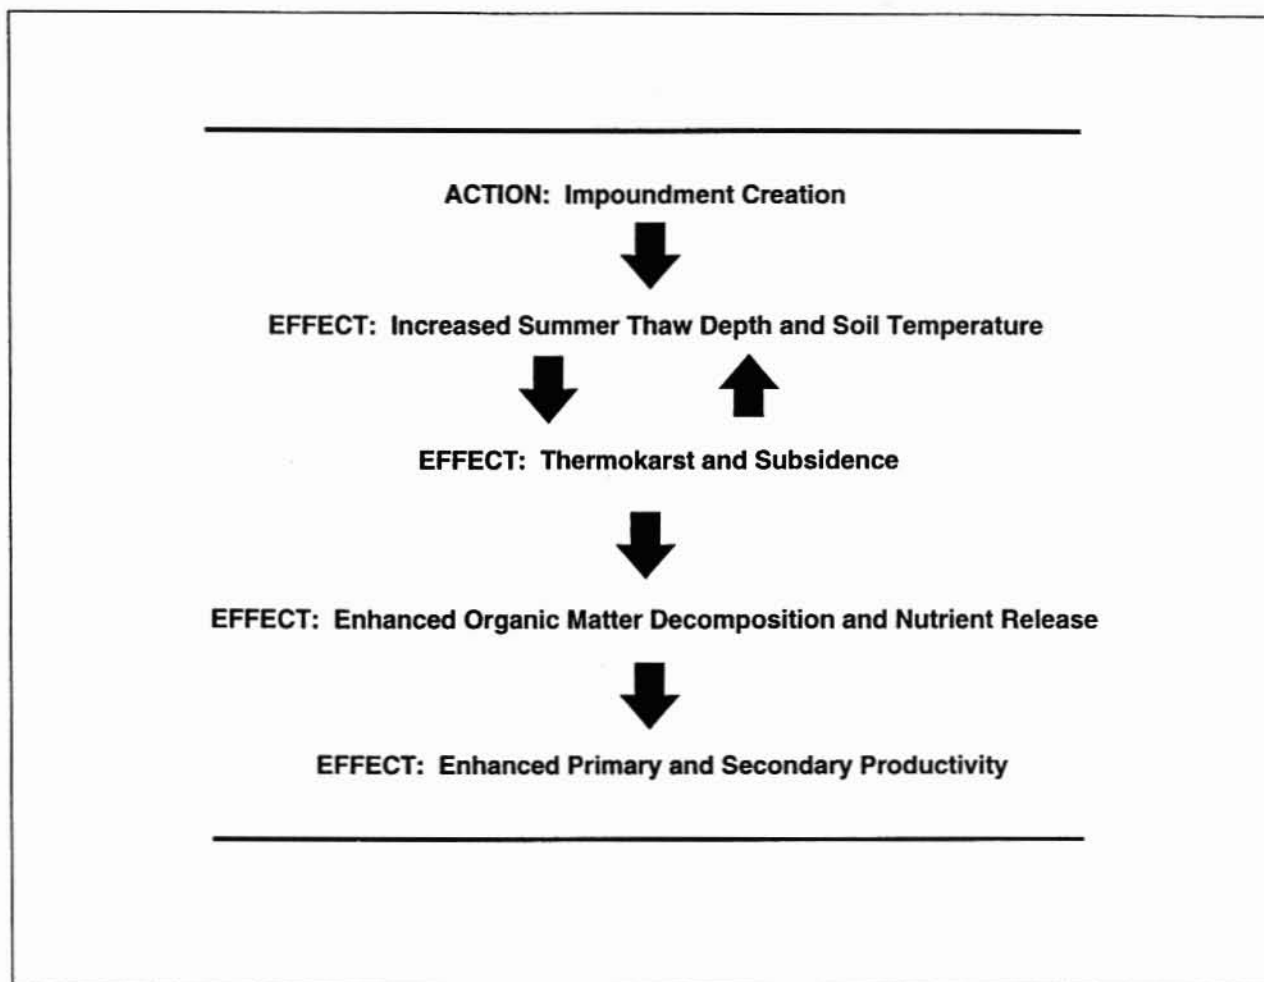 ACTION: Impoundment Creation
EFFECT: Increased Summer Thaw Depth and Soil Temperature
EFFECT: Thermokarst and Subsidence
EFFECT: Enhanced Organic Matter Decomposition and Nutrient Release
EFFECT: Enhanced Primary and Secondary Productivity